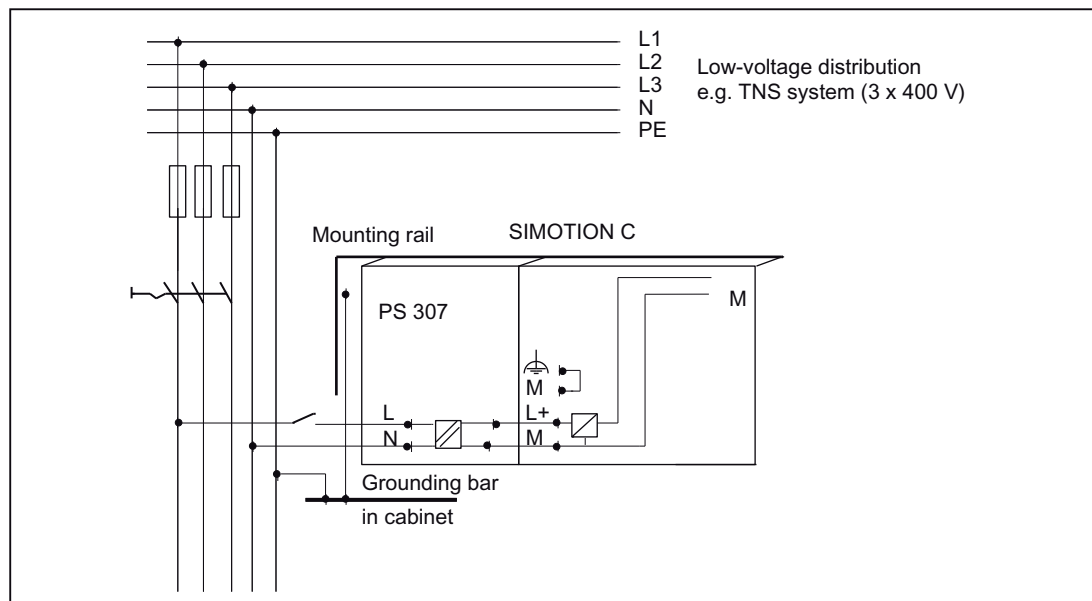 L1
L2
L3
N
PE
Low-voltage distribution
e.g. TNS system (3 x 400 V)
Mounting rail
SIMOTION C
PS 307
M
M
L
L+
N
M
Grounding bar
in cabinet